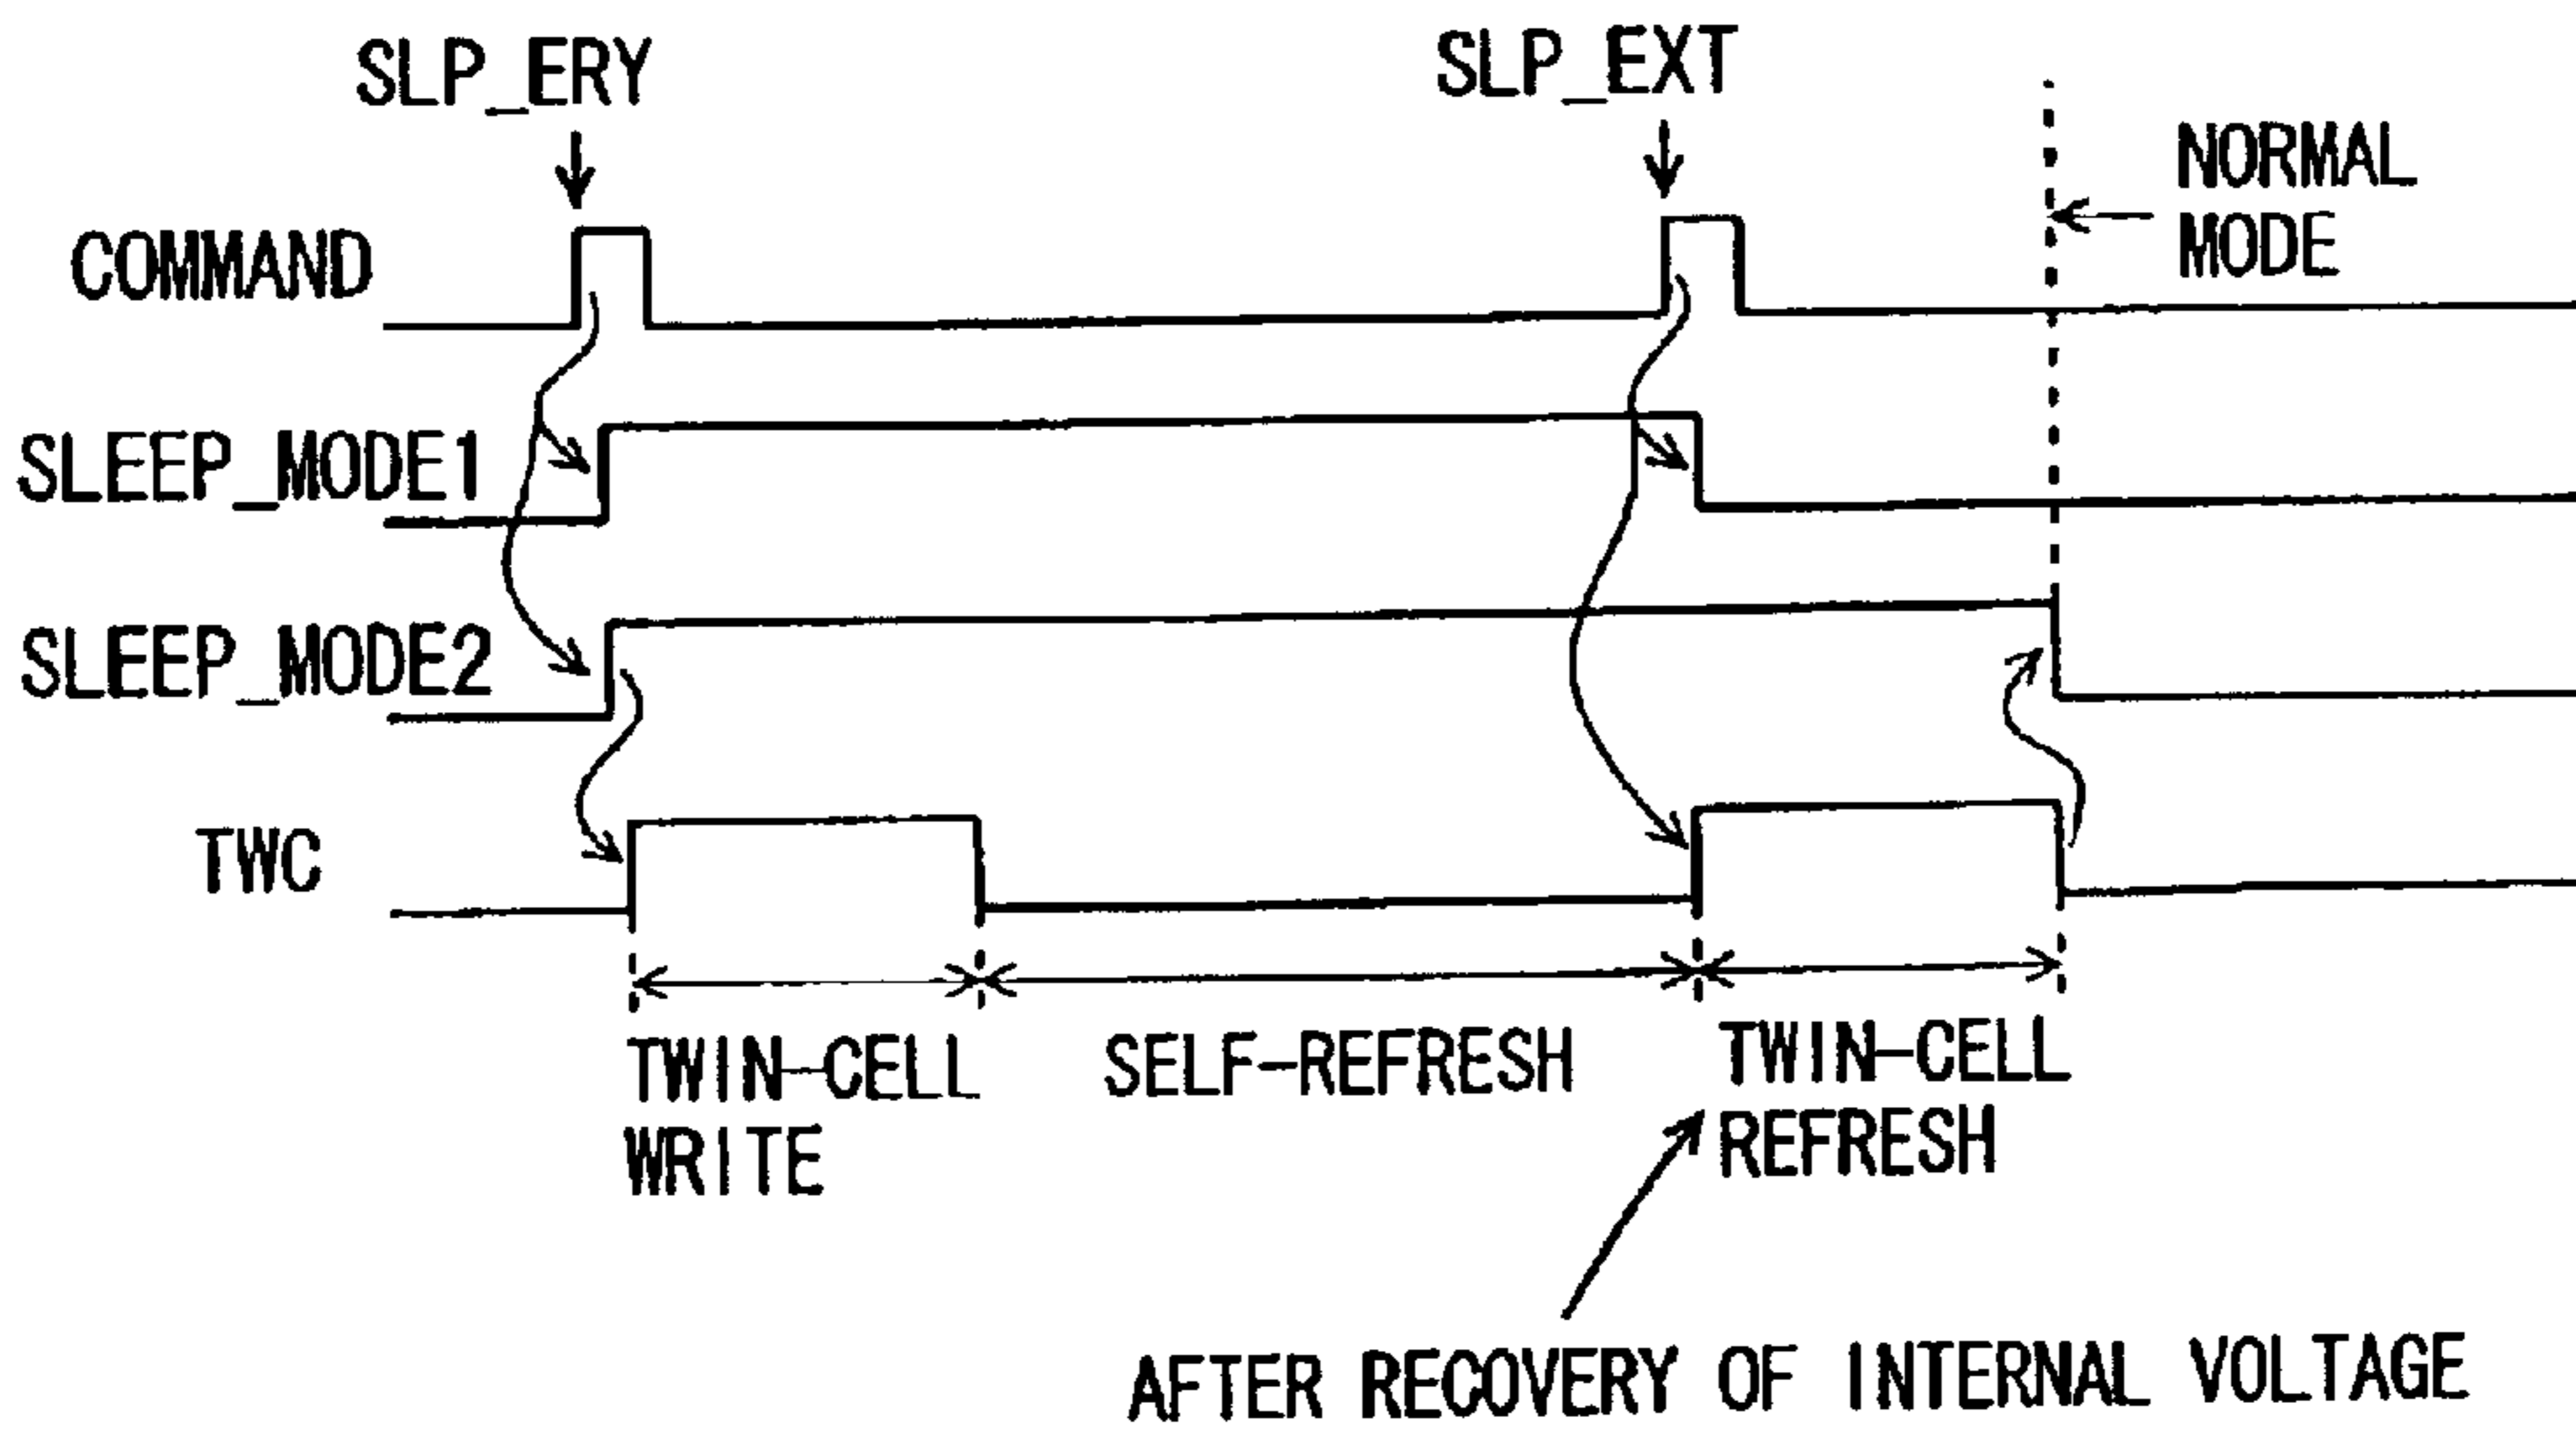 SLP_ERY
SLP_EXT
NORMAL
MODE
COMMAND
SLEEP_MODE1
SLEEP_MODE2
TWC
TWIN-CELL
WRITE
SELF-REFRESH
TWIN-CELL
REFRESH
AFTER RECOVERY OF INTERNAL VOLTAGE